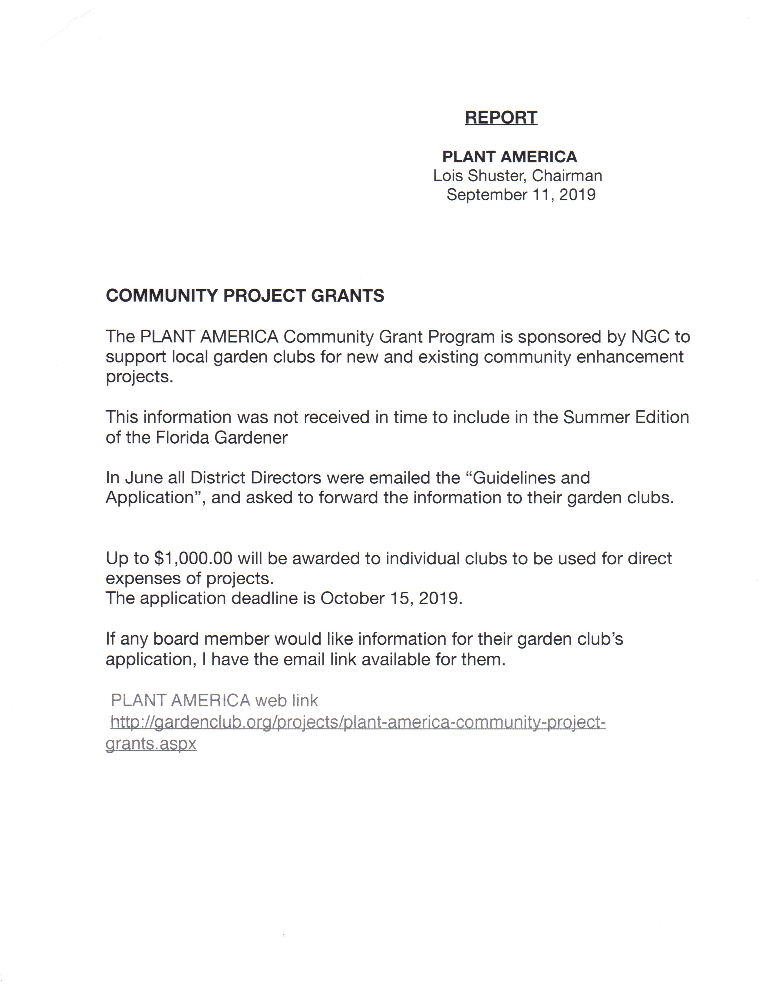 REPORT
PLANT AMERICA
Lois Shuster, Chairman
September 11, 2019
COMMUNITY PROJECT GRANTS
The PLANT AMERICA Community Grant Program is sponsored by NGC to
support local garden clubs for new and existing community enhancement
projects.
This information was not received in time to include in the Summer Edition
of the Florida Gardener
In June all District Directors were emailed the “Guidelines and
Application”, and asked to forward the information to their garden clubs.
Up to $1,000.00 will be awarded to individual clubs to be used for direct
expenses of projects.
The application deadline is October 15, 2019.
If any board member would like information for their garden club’s
application, I have the email link available for them.
PLANT AMERICA web link
http://gardenclub.org/projects/plant-america-community-project-
grants.aspx